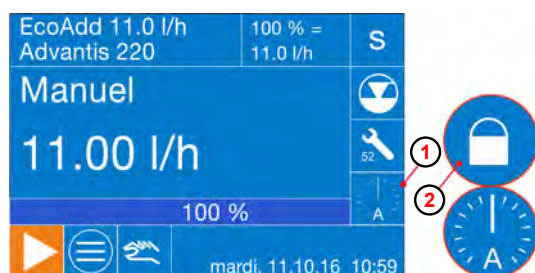 EcoAdd 11.0 l/h
Advantis 220
100 % =
11.0 l/h
S
Manuel
11.00 l/h
52
A
100 %
mardi, 11.10.16 10:59
1
2
A